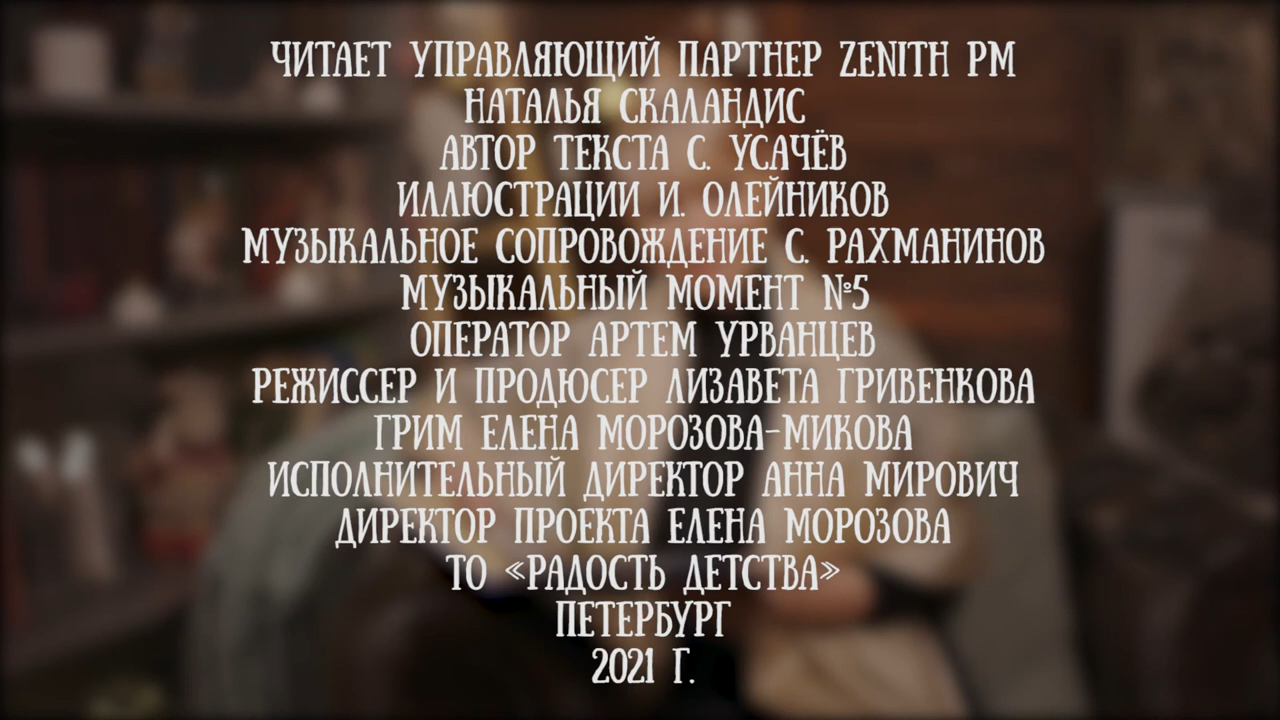 ЧИТАЕТ УПРАВЛЯЮЩИЙ ПАРТНЕР ZENITH PM
НАТАЛЬЯ СКАЛАНДИС
АВТОР ТЕКСТА С. УСАЧЁВ
ИЛЛЮСТРАЦИИ И. ОЛЕЙНИКОВ
МУЗЫКАЛЬНОЕ СОПРОВОЖДЕНИЕ С. РАХМАНИНОВ
МУЗЫКАЛЬНЫЙ МОМЕНТ №5
ОПЕРАТОР АРТЕМ УРВАНЦЕВ
РЕЖИССЕР И ПРОДЮСЕР ЛИЗАВЕТА ГРИВЕНКОВА
ГРИМ ЕЛЕНА МОРОЗОВА-МИКОВА
ИСПОЛНИТЕЛЬНЫЙ ДИРЕКТОР АННА МИРОВИЧ
ДИРЕКТОР ПРОЕКТА ЕЛЕНА МОРОЗОВА
ТО «РАДОСТЬ ДЕТСТВА»
ПЕТЕРБУРГ
2021 Г.